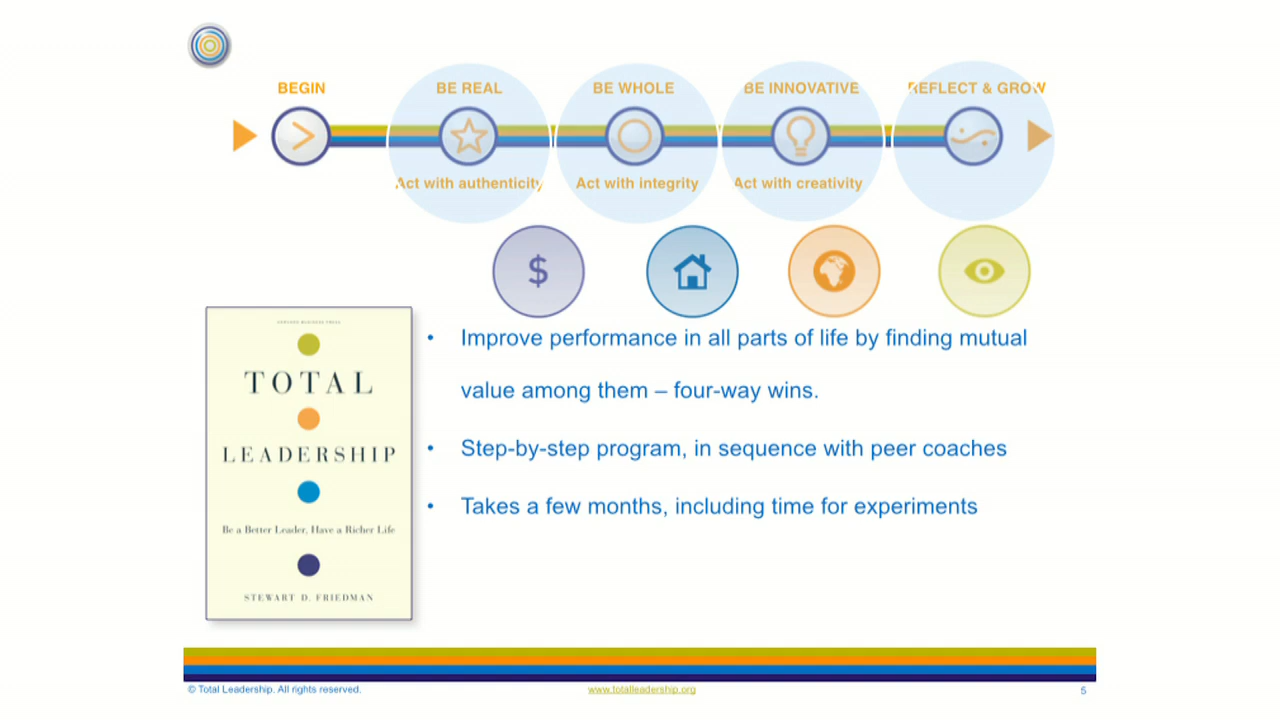 BEGIN
BE REAL
BE WHOLE
BE INNOVATIVE
REFLECT & GROW
Act with authenticity
Act with integrity
Act with creativity
$
HARVARD BUSINESS PRESS
TOTAL
LEADERSHIP
Be a Better Leader, Have a Richer Life
STEWART D. FRIEDMAN
• Improve performance in all parts of life by finding mutual
value among them – four-way wins.
• Step-by-step program, in sequence with peer coaches
• Takes a few months, including time for experiments
© Total Leadership. All rights reserved.
www.totalleadership.org
5